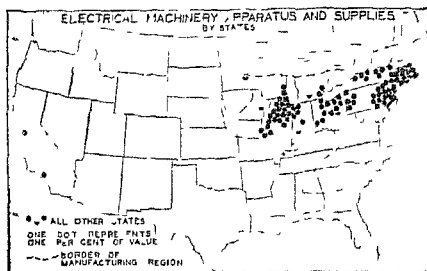 ELECTRICAL MACHINERY, APPARATUS AND SUPPLIES
BY STATES
ALL OTHER STATES
ONE DOT REPRESENTS
ONE PER CENT OF VALUE
BORDER OF
MANUFACTURING REGION